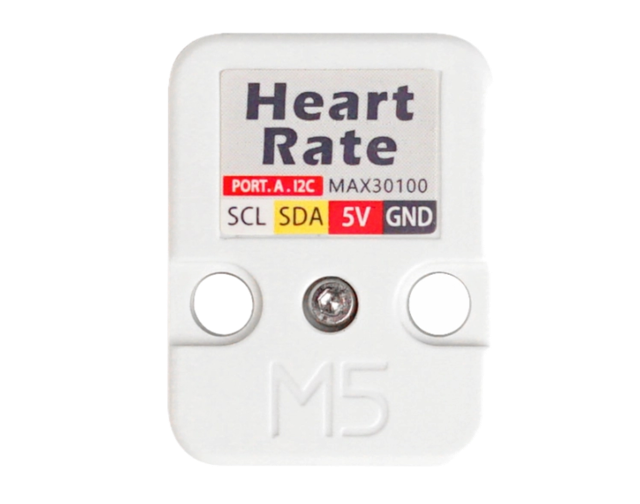 Heart
Rate
PORT.A.I2C MAX30100
SCL SDA 5V GND
M5